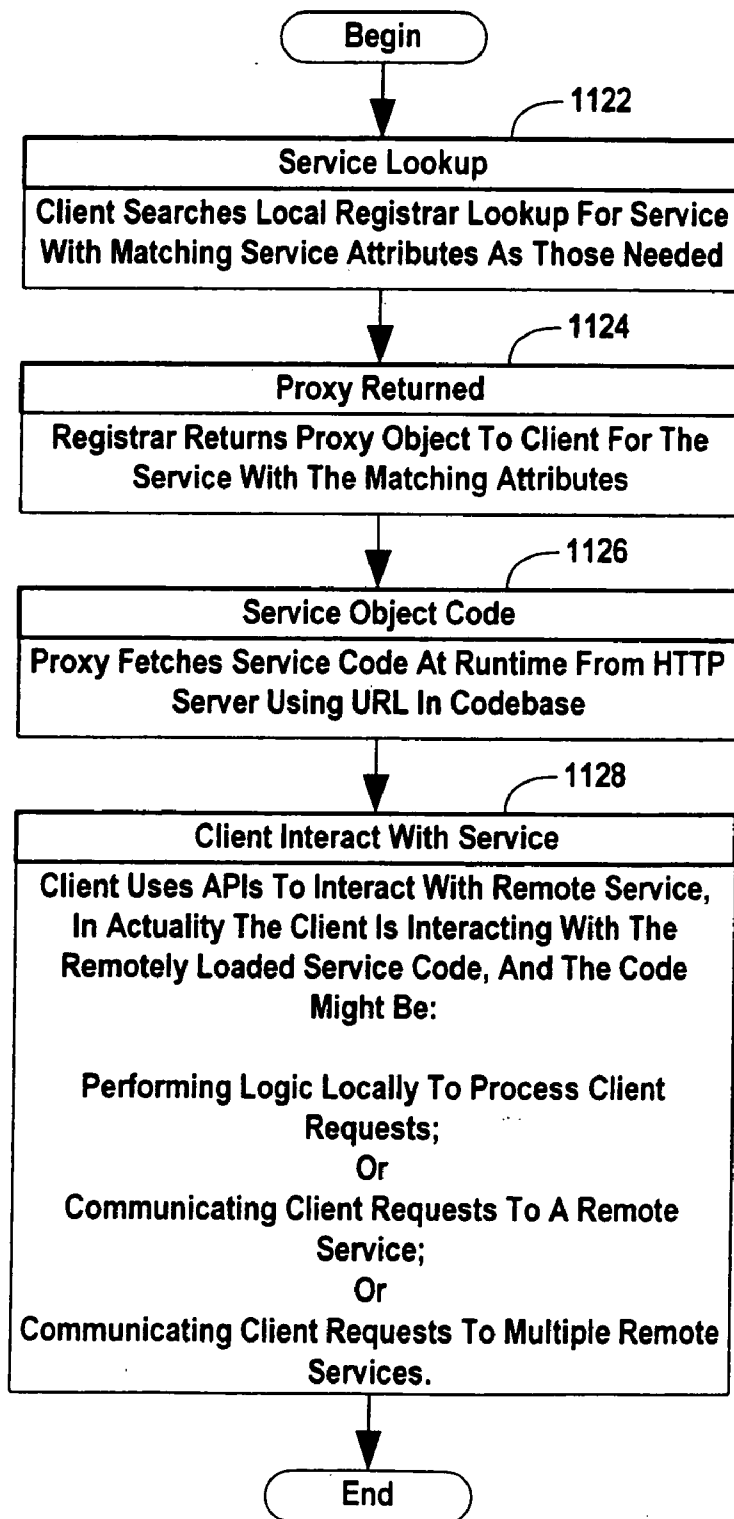 Begin
1122
Service Lookup
Client Searches Local Registrar Lookup For Service
With Matching Service Attributes As Those Needed
1124
Proxy Returned
Registrar Returns Proxy Object To Client For The
Service With The Matching Attributes
1126
Service Object Code
Proxy Fetches Service Code At Runtime From HTTP
Server Using URL In Codebase
1128
Client Interact With Service
Client Uses APIs To Interact With Remote Service,
In Actuality The Client Is Interacting With The
Remotely Loaded Service Code, And The Code
Might Be:
Performing Logic Locally To Process Client
Requests;
Or
Communicating Client Requests To A Remote
Service;
Or
Communicating Client Requests To Multiple Remote
Services.
End